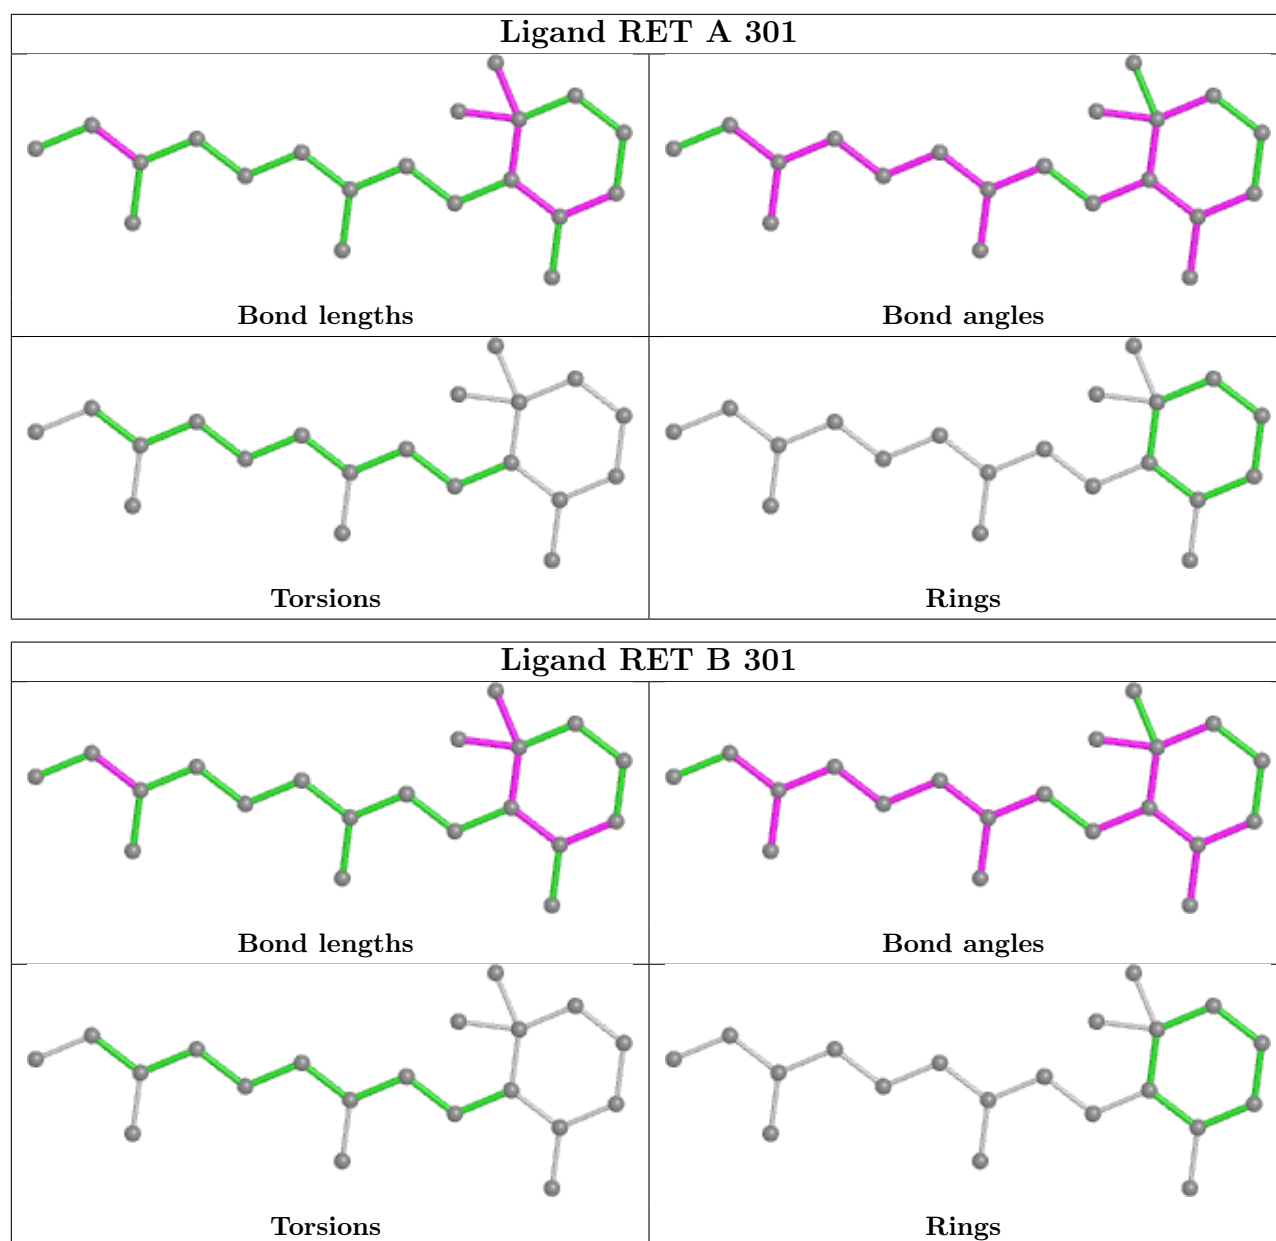 Ligand RET A 301
Bond lengths
Bond angles
Torsions
Rings
Ligand RET B 301
Bond lengths
Bond angles
Torsions
Rings